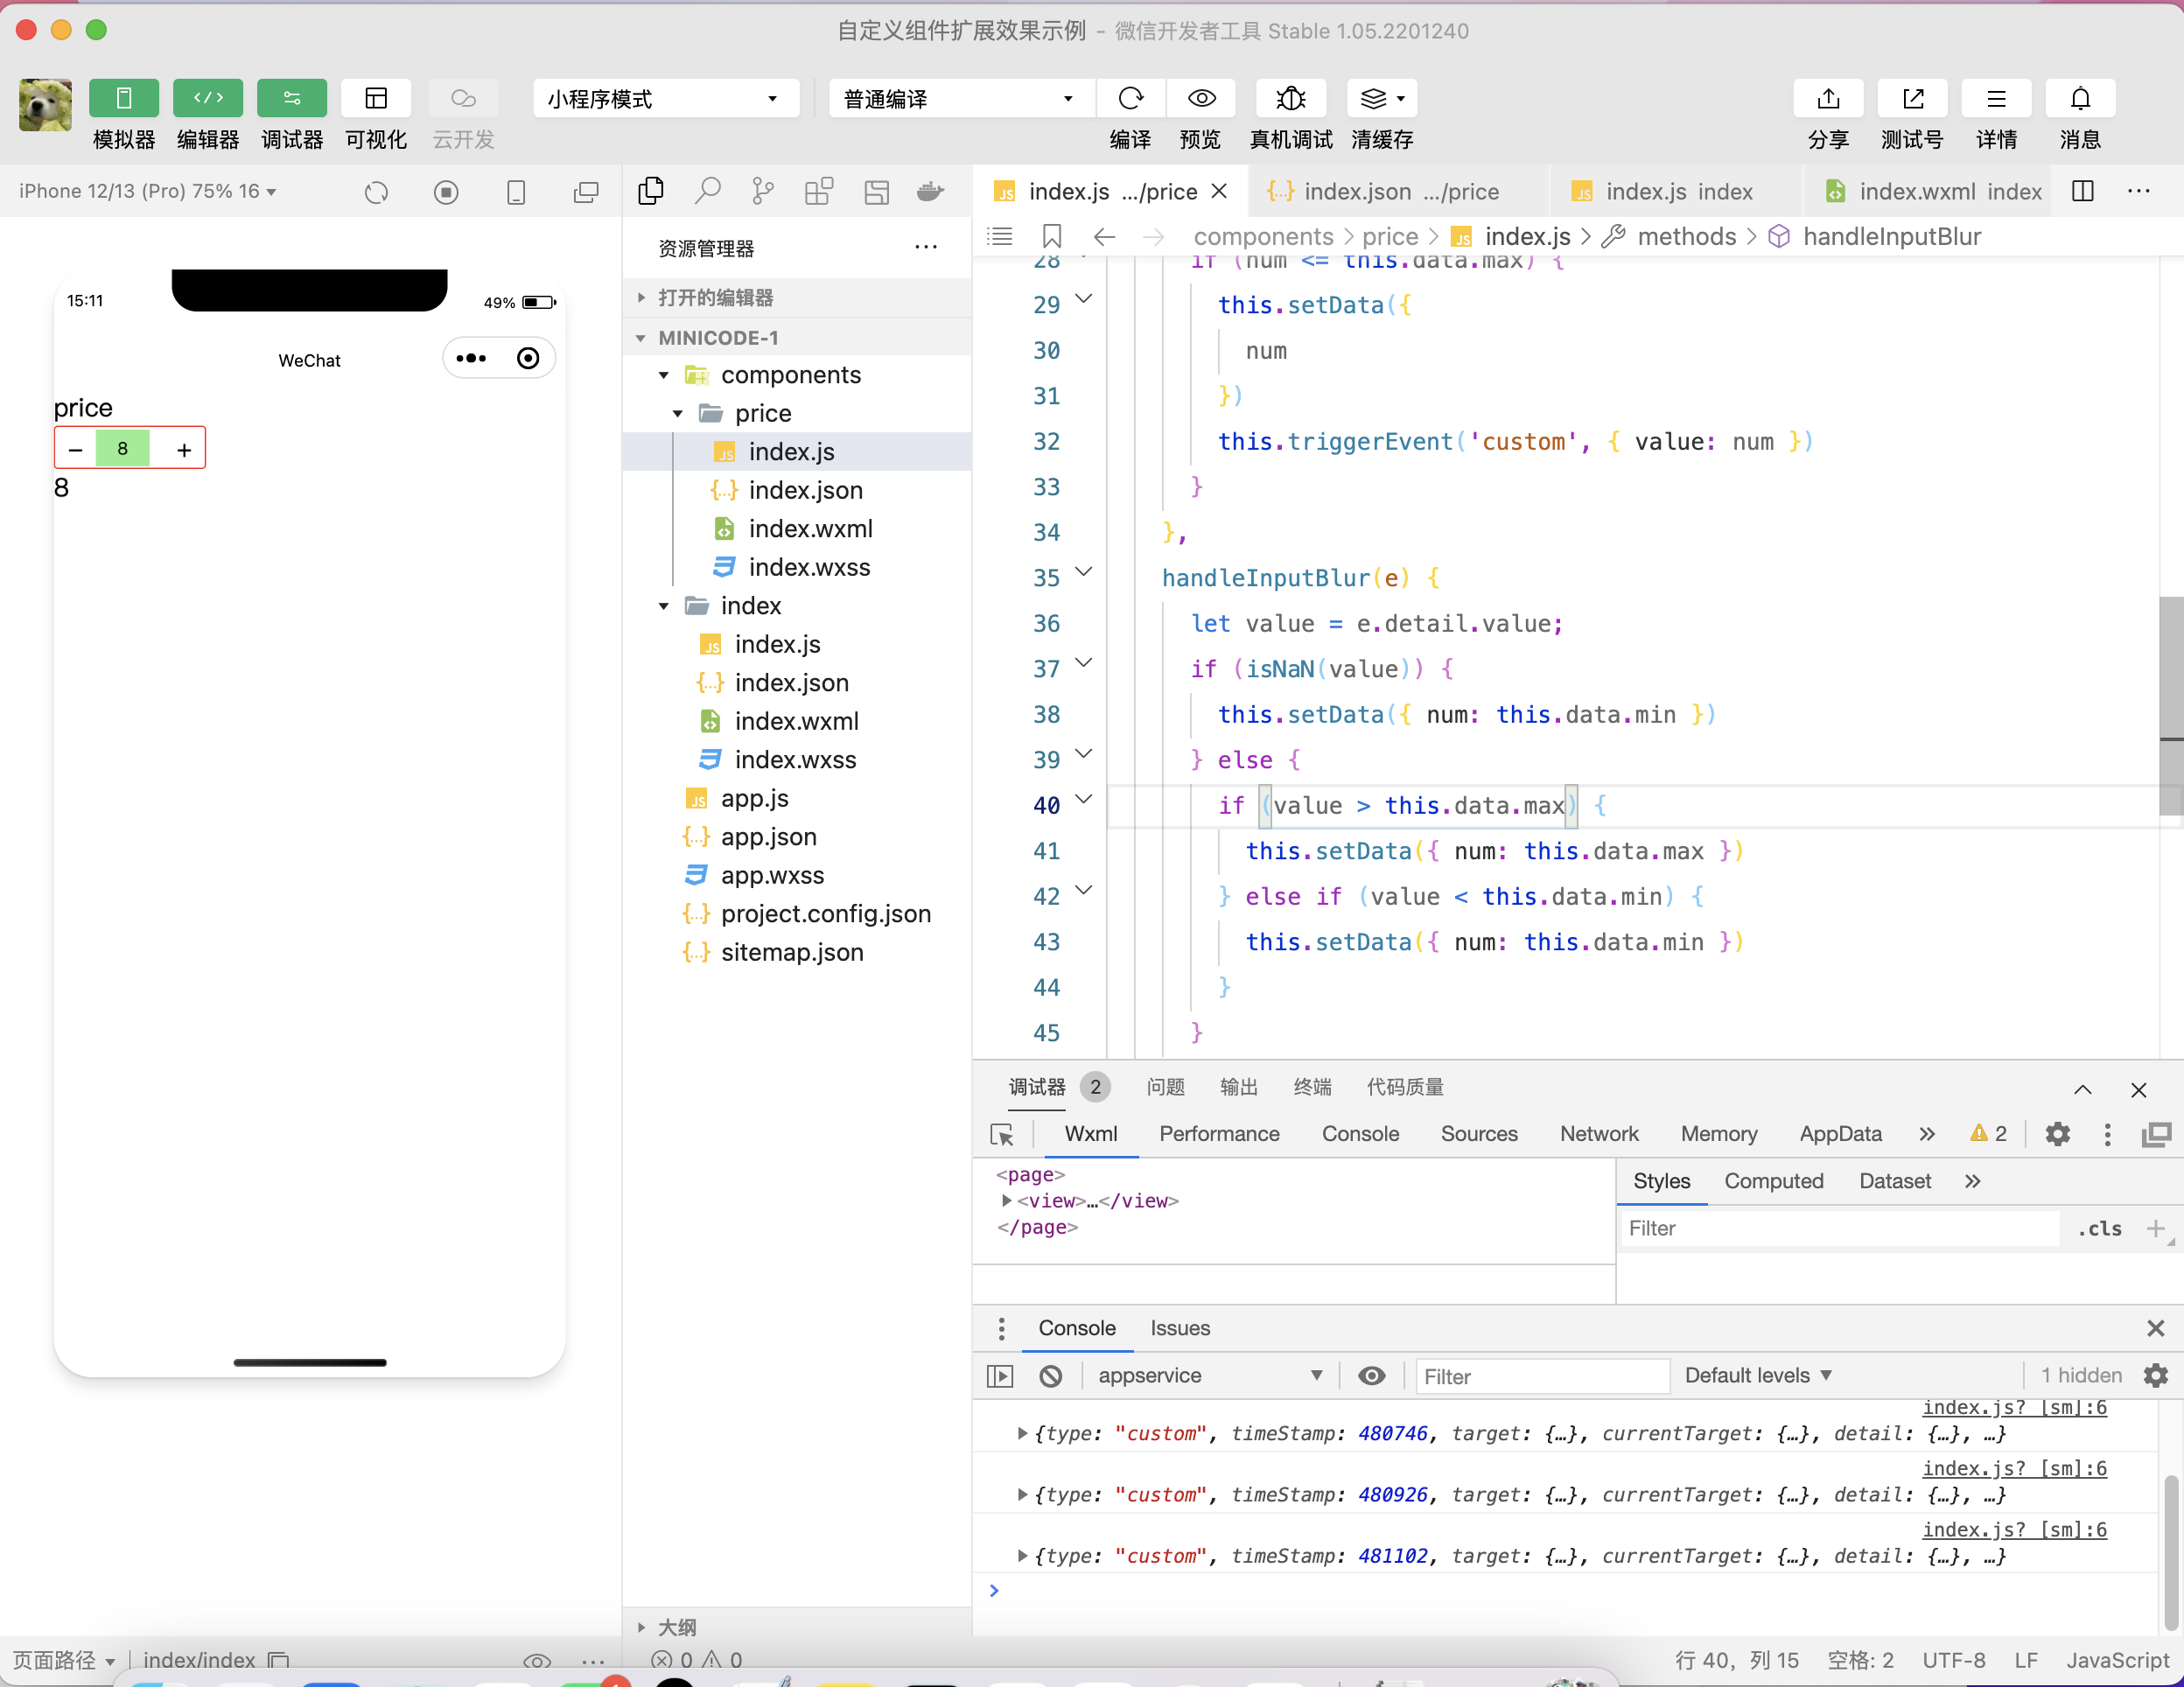 自定义组件扩展效果示例 - 微信开发者工具 Stable 1.05.2201240
模拟器 编辑器 调试器 可视化 云开发 小程序模式 普通编译 编译 预览 真机调试 清缓存 分享 测试号 详情 消息
iPhone 12/13 (Pro) 75% 16
15:11 49%
WeChat
price
− 8 +
8
资源管理器 ...
打开的编辑器
MINICODE-1
components
price
index.js
index.json
index.wxml
index.wxss
index
index.js
index.json
index.wxml
index.wxss
app.js
app.json
app.wxss
project.config.json
sitemap.json
大纲
index.js .../price index.json .../price index.js index index.wxml index
components > price > index.js > methods > handleInputBlur
28 if (num <= this.data.max) {
29 this.setData({
30 num
31 })
32 this.triggerEvent('custom', { value: num })
33 }
34 },
35 handleInputBlur(e) {
36 let value = e.detail.value;
37 if (isNaN(value)) {
38 this.setData({ num: this.data.min })
39 } else {
40 if (value > this.data.max) {
41 this.setData({ num: this.data.max })
42 } else if (value < this.data.min) {
43 this.setData({ num: this.data.min })
44 }
45 }
调试器 2 问题 输出 终端 代码质量
Wxml Performance Console Sources Network Memory AppData » 2
<page>
<view>…</view>
</page>
Styles Computed Dataset »
Filter .cls +
Console Issues
appservice Filter Default levels 1 hidden
index.js? [sm]:6
{type: "custom", timeStamp: 480746, target: {…}, currentTarget: {…}, detail: {…}, …}
index.js? [sm]:6
{type: "custom", timeStamp: 480926, target: {…}, currentTarget: {…}, detail: {…}, …}
index.js? [sm]:6
{type: "custom", timeStamp: 481102, target: {…}, currentTarget: {…}, detail: {…}, …}
>
页面路径 index/index 0 0 行 40，列 15 空格: 2 UTF-8 LF JavaScript